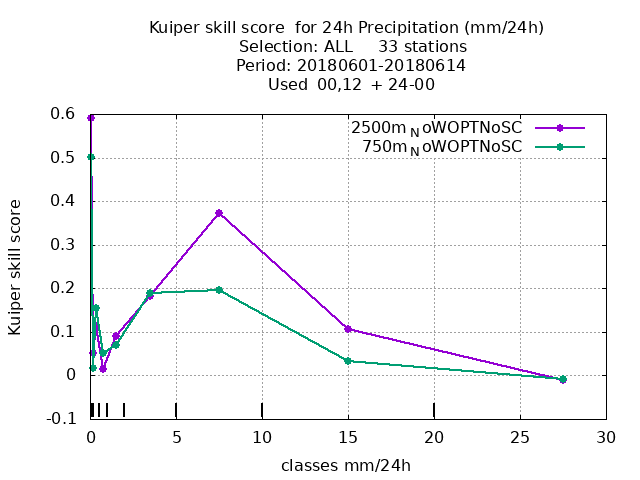 Kuiper skill score  for 24h Precipitation (mm/24h)
Selection: ALL     33 stations
Period: 20180601-20180614
Used  00,12  + 24-00
2500m_NoWOPTNoSC
750m_NoWOPTNoSC
Kuiper skill score
0.6
0.5
0.4
0.3
0.2
0.1
0
-0.1
0 5 10 15 20 25 30
classes mm/24h